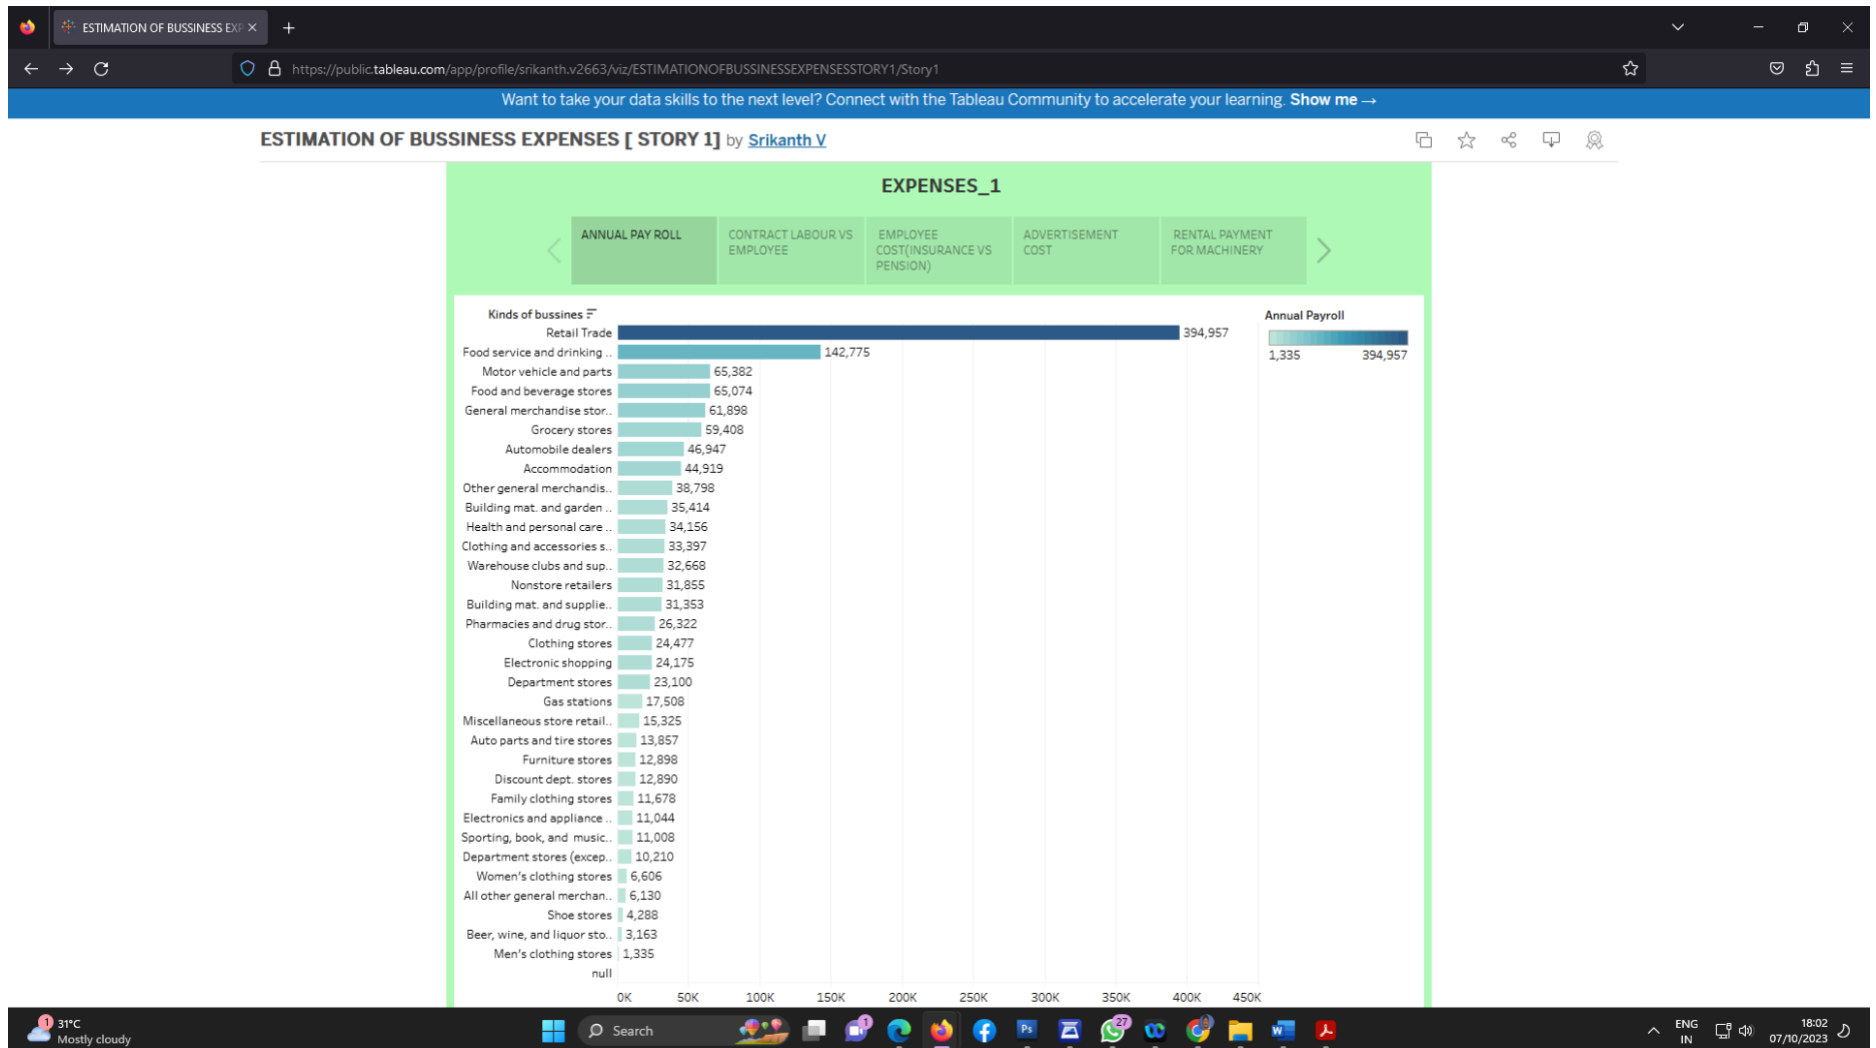 ESTIMATION OF BUSSINESS EXP
https://public.tableau.com/app/profile/srikanth.v2663/viz/ESTIMATIONOFBUSSINESSEXPENSESSTORY1/Story1
Want to take your data skills to the next level? Connect with the Tableau Community to accelerate your learning. Show me →
ESTIMATION OF BUSSINESS EXPENSES [ STORY 1] by Srikanth V
EXPENSES_1
ANNUAL PAY ROLL
CONTRACT LABOUR VS
EMPLOYEE
EMPLOYEE
COST(INSURANCE VS
PENSION)
ADVERTISEMENT
COST
RENTAL PAYMENT
FOR MACHINERY
Kinds of bussines
Retail Trade 394,957
Food service and drinking .. 142,775
Motor vehicle and parts 65,382
Food and beverage stores 65,074
General merchandise stor.. 61,898
Grocery stores 59,408
Automobile dealers 46,947
Accommodation 44,919
Other general merchandis.. 38,798
Building mat. and garden .. 35,414
Health and personal care .. 34,156
Clothing and accessories s.. 33,397
Warehouse clubs and sup.. 32,668
Nonstore retailers 31,855
Building mat. and supplie.. 31,353
Pharmacies and drug stor.. 26,322
Clothing stores 24,477
Electronic shopping 24,175
Department stores 23,100
Gas stations 17,508
Miscellaneous store retail.. 15,325
Auto parts and tire stores 13,857
Furniture stores 12,898
Discount dept. stores 12,890
Family clothing stores 11,678
Electronics and appliance .. 11,044
Sporting, book, and music.. 11,008
Department stores (excep.. 10,210
Women's clothing stores 6,606
All other general merchan.. 6,130
Shoe stores 4,288
Beer, wine, and liquor sto.. 3,163
Men's clothing stores 1,335
null
0K 50K 100K 150K 200K 250K 300K 350K 400K 450K
Annual Payroll
1,335 394,957
1
31°C
Mostly cloudy
Search
1
Ps
27
ENG
IN
18:02
07/10/2023